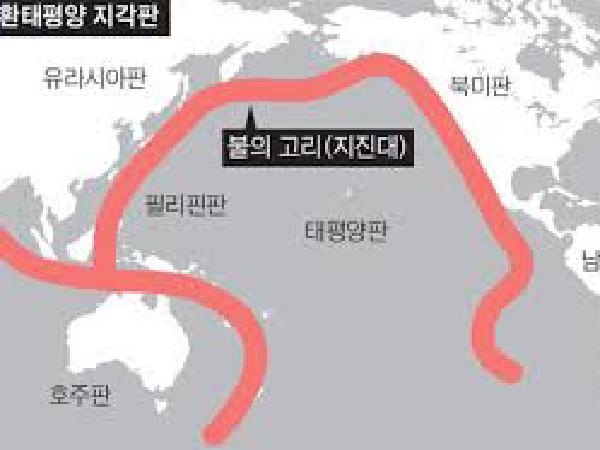 환태평양 지각판
유라시아판
북미판
불의 고리(지진대)
필리핀판
태평양판
남
호주판